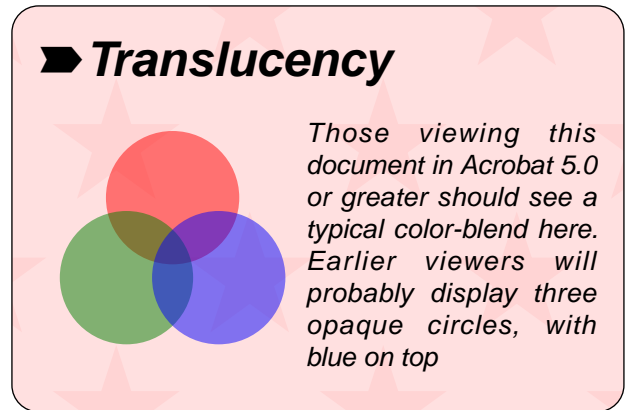 Translucency
Those viewing this
document in Acrobat 5.0
or greater should see a
typical color-blend here.
Earlier viewers will
probably display three
opaque circles, with
blue on top